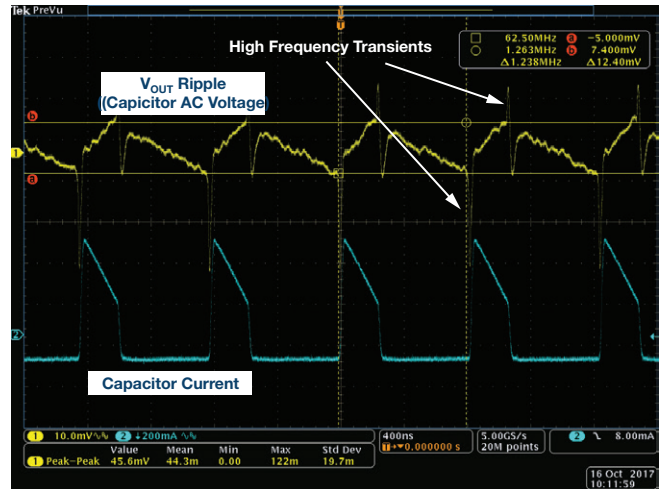 Tek PreVu
T
62.50MHz a -5.000mV
1.263MHz b 7.400mV
Δ1.238MHz Δ12.40mV
High Frequency Transients
V_OUT Ripple
((Capicitor AC Voltage)
b
1
a
2
Capacitor Current
1 10.0mV 2 ↓200mA 400ns 5.00GS/s 2 8.00mA
T→▼0.000000 s 20M points
Value Mean Min Max Std Dev
1 Peak-Peak 45.6mV 44.3m 0.00 122m 19.7m
16 Oct 2017
10:11:59